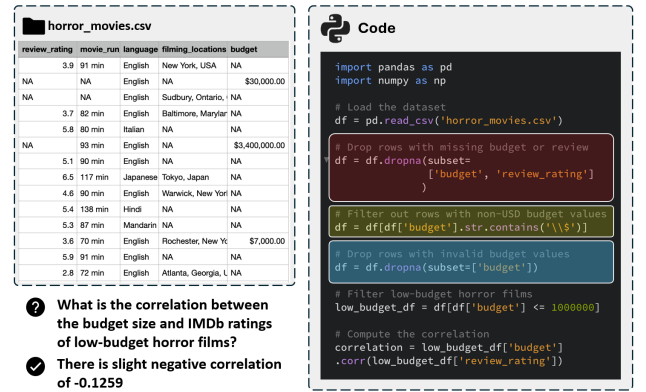 horror_movies.csv
review_rating movie_run language filming_locations budget
3.9 91 min English New York, USA NA
NA NA English NA $30,000.00
NA NA English Sudbury, Ontario, NA
3.7 82 min English Baltimore, Marylar NA
5.8 80 min Italian NA NA
NA 93 min English NA $3,400,000.00
5.1 90 min English NA NA
6.5 117 min Japanese Tokyo, Japan NA
4.6 90 min English Warwick, New Yor NA
5.4 138 min Hindi NA NA
5.3 87 min Mandarin NA NA
3.6 70 min English Rochester, New Yo $7,000.00
5.9 91 min English NA NA
2.8 72 min English Atlanta, Georgia, U NA
? What is the correlation between
the budget size and IMDb ratings
of low-budget horror films?
There is slight negative correlation
of -0.1259
Code
import pandas as pd
import numpy as np
# Load the dataset
df = pd.read_csv('horror_movies.csv')
# Drop rows with missing budget or review
df = df.dropna(subset=
['budget', 'review_rating']
)
# Filter out rows with non-USD budget values
df = df[df['budget'].str.contains('\\$')]
# Drop rows with invalid budget values
df = df.dropna(subset=['budget'])
# Filter low-budget horror films
low_budget_df = df[df['budget'] <= 1000000]
# Compute the correlation
correlation = low_budget_df['budget']
.corr(low_budget_df['review_rating'])